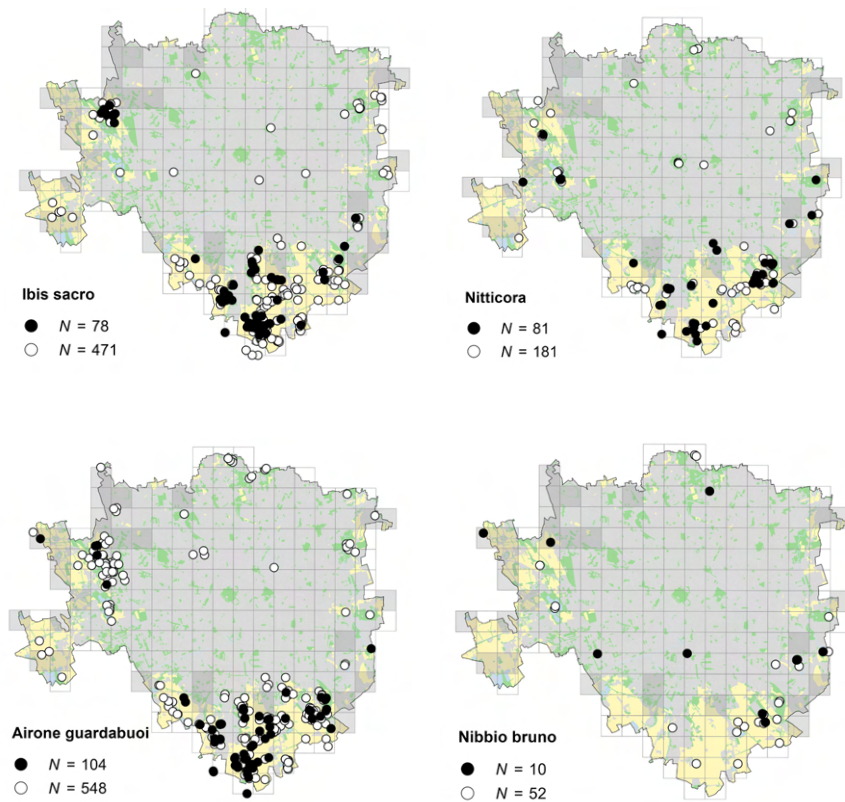 Ibis sacro
N = 78
N = 471
Nitticora
N = 81
N = 181
Airone guardabuoi
N = 104
N = 548
Nibbio bruno
N = 10
N = 52